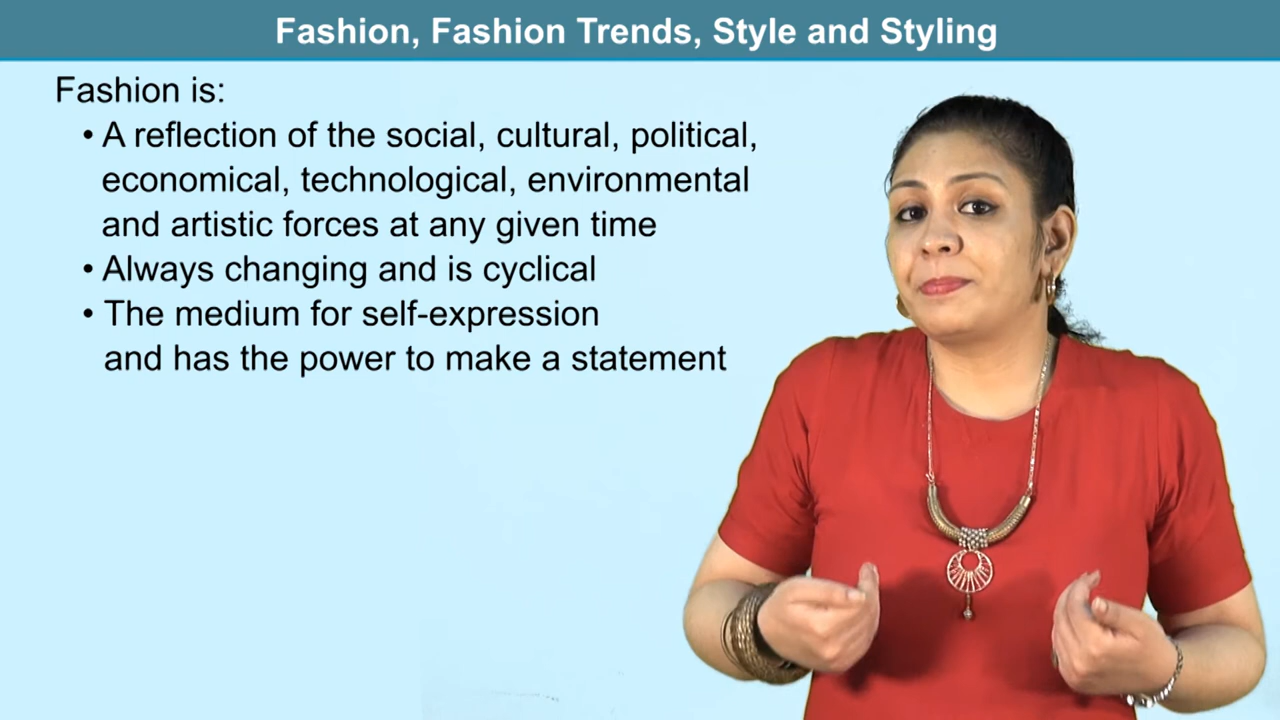 Fashion, Fashion Trends, Style and Styling
Fashion is:
• A reflection of the social, cultural, political,
economical, technological, environmental
and artistic forces at any given time
• Always changing and is cyclical
• The medium for self-expression
and has the power to make a statement